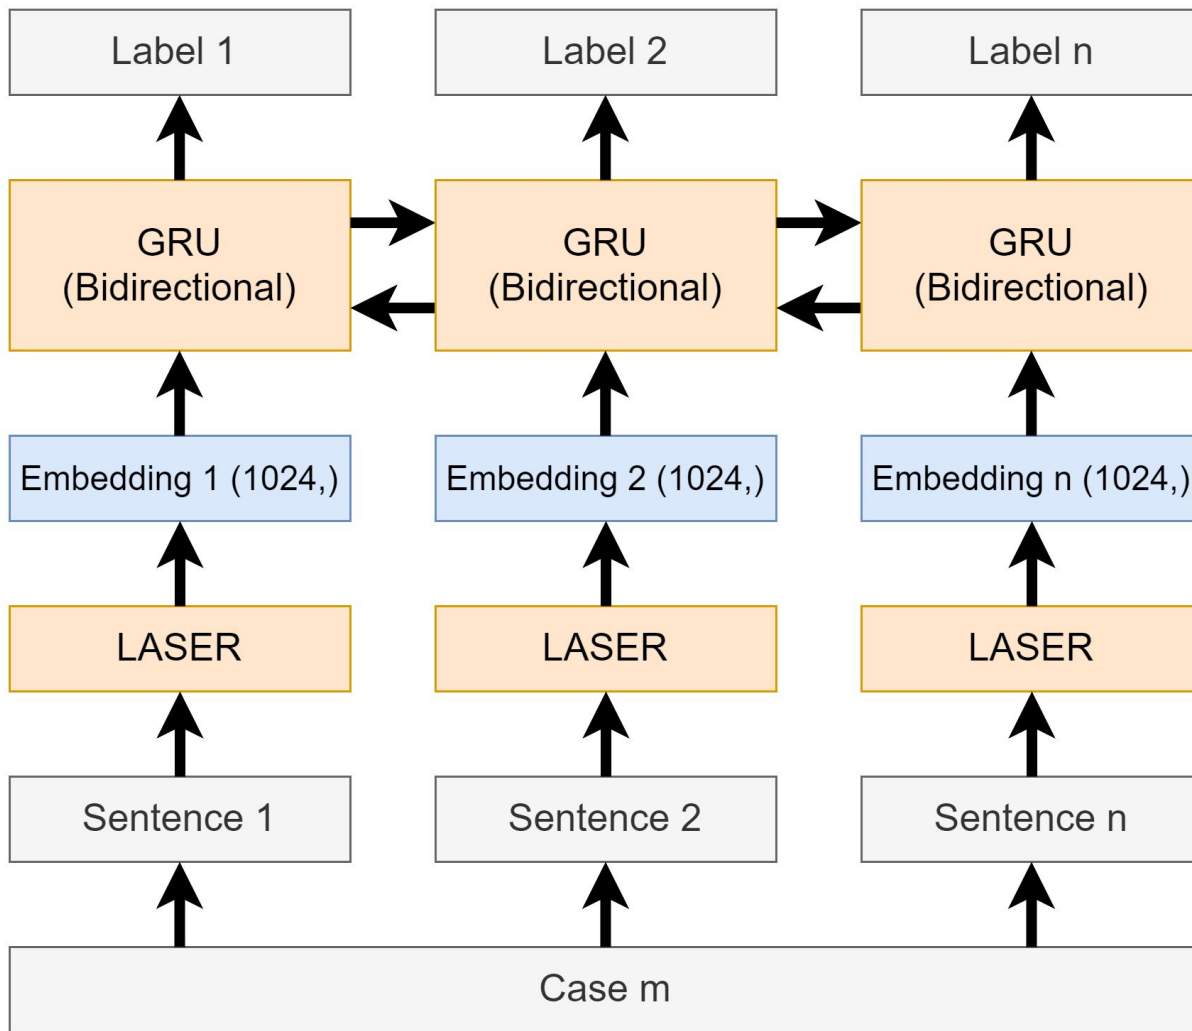 Label 1
Label 2
Label n
GRU
(Bidirectional)
GRU
(Bidirectional)
GRU
(Bidirectional)
Embedding 1 (1024,)
Embedding 2 (1024,)
Embedding n (1024,)
LASER
LASER
LASER
Sentence 1
Sentence 2
Sentence n
Case m